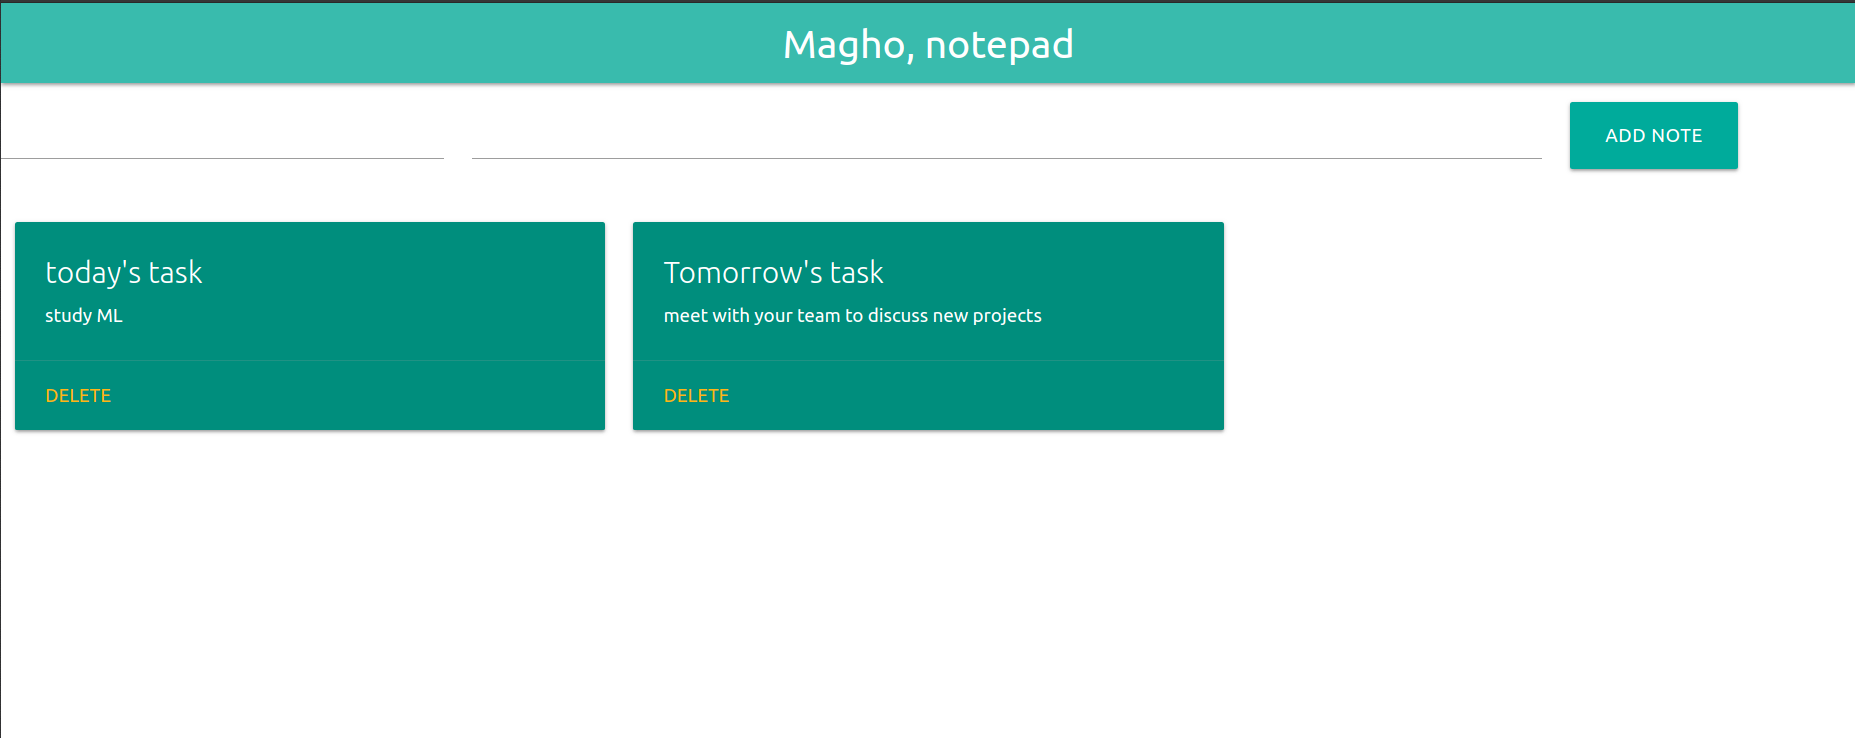 Magho, notepad
ADD NOTE
today's task
study ML
DELETE
Tomorrow's task
meet with your team to discuss new projects
DELETE